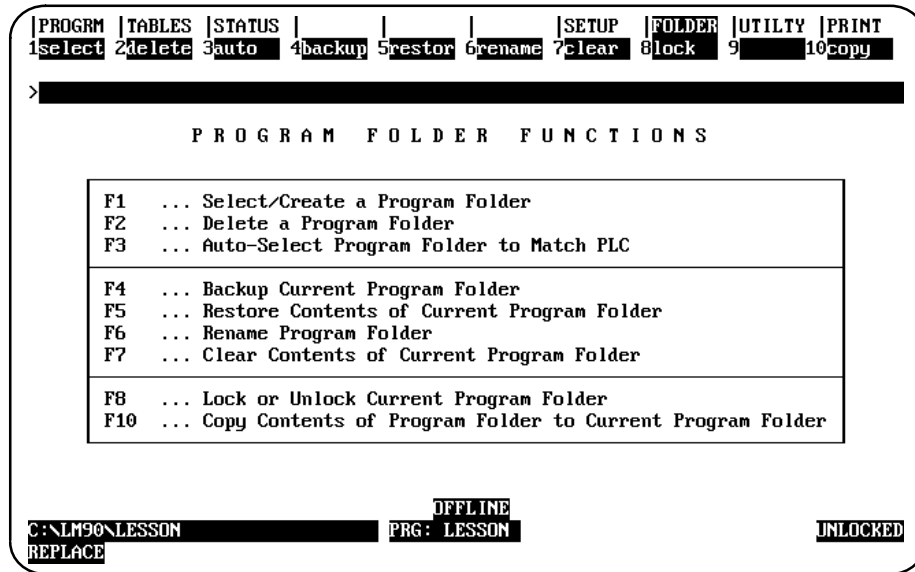 |PROGRM |TABLES |STATUS | | | |SETUP |FOLDER |UTILTY |PRINT
1select 2delete 3auto 4backup 5restor 6rename 7clear 8lock 9 10copy
>
P R O G R A M F O L D E R F U N C T I O N S
F1 ... Select/Create a Program Folder
F2 ... Delete a Program Folder
F3 ... Auto-Select Program Folder to Match PLC
F4 ... Backup Current Program Folder
F5 ... Restore Contents of Current Program Folder
F6 ... Rename Program Folder
F7 ... Clear Contents of Current Program Folder
F8 ... Lock or Unlock Current Program Folder
F10 ... Copy Contents of Program Folder to Current Program Folder
OFFLINE
C:\LM90\LESSON PRG: LESSON UNLOCKED
REPLACE